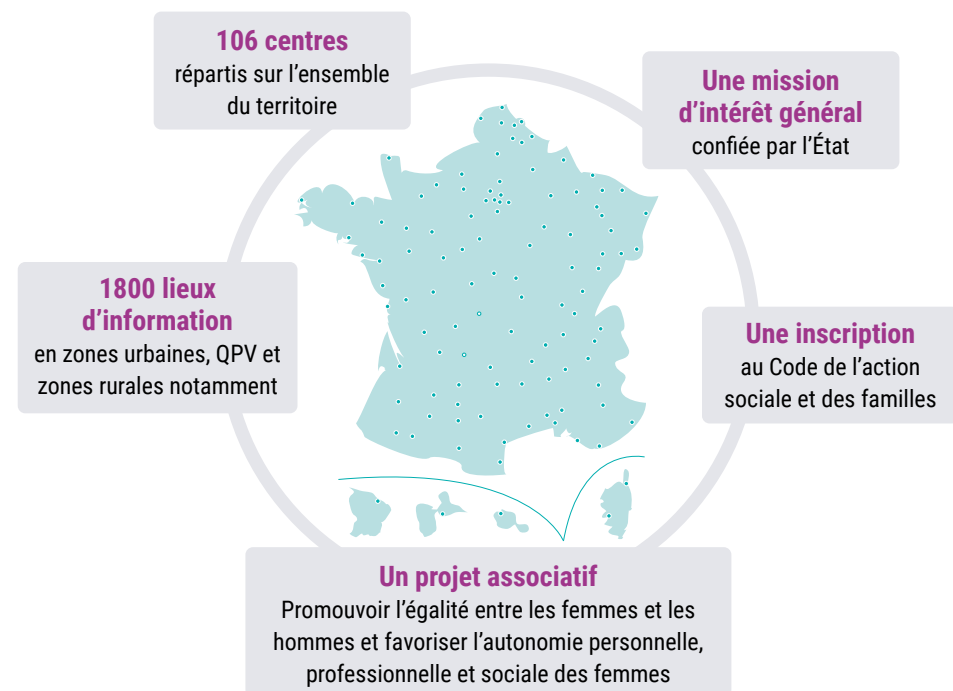 106 centres
répartis sur l’ensemble
du territoire
Une mission
d’intérêt général
confiée par l’État
1800 lieux
d’information
en zones urbaines, QPV et
zones rurales notamment
Une inscription
au Code de l’action
sociale et des familles
Un projet associatif
Promouvoir l’égalité entre les femmes et les
hommes et favoriser l’autonomie personnelle,
professionnelle et sociale des femmes